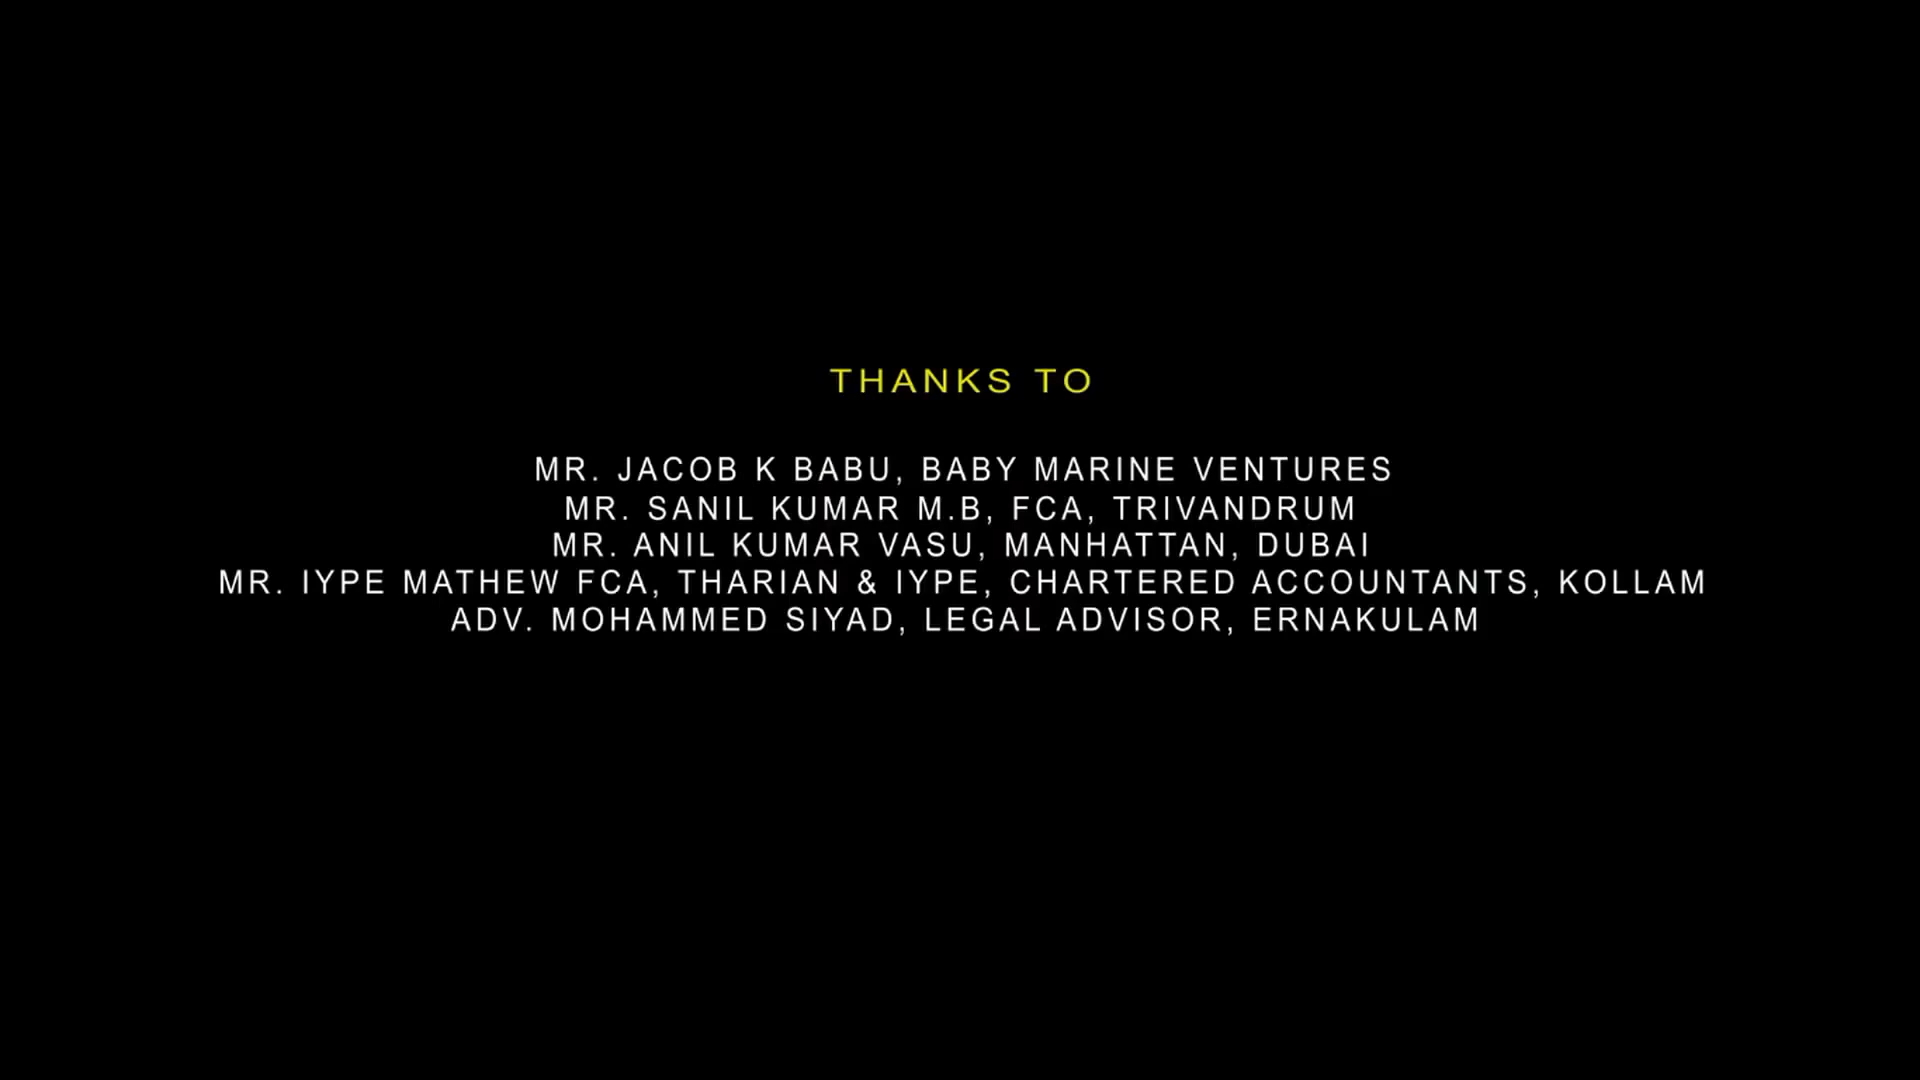 THANKS TO
MR. JACOB K BABU, BABY MARINE VENTURES
MR. SANIL KUMAR M.B, FCA, TRIVANDRUM
MR. ANIL KUMAR VASU, MANHATTAN, DUBAI
MR. IYPE MATHEW FCA, THARIAN & IYPE, CHARTERED ACCOUNTANTS, KOLLAM
ADV. MOHAMMED SIYAD, LEGAL ADVISOR, ERNAKULAM